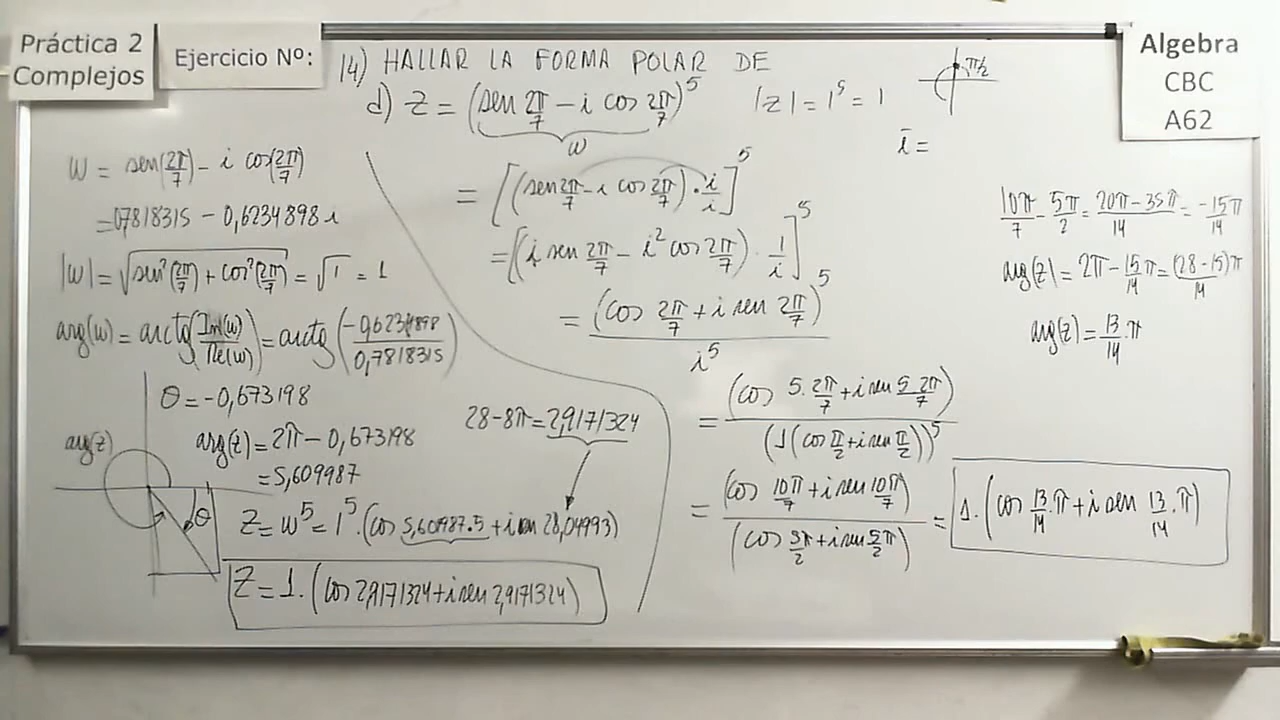 Práctica 2
Complejos
Ejercicio Nº:
Algebra
CBC
A62
14) HALLAR LA FORMA POLAR DE
d) Z = (sen 2π/7 - i cos 2π/7)^5
w
|Z| = 1^5 = 1
π/2
i =
w = sen(2π/7) - i cos(2π/7)
= 0,7818315 - 0,6234898 i
|w| = √(sen²(2π/7) + cos²(2π/7)) = √1 = 1
arg(w) = arctg(Im(w)/Re(w)) = arctg(-0,6234898/0,7818315)
θ = -0,673198
arg(z) = 2π - 0,673198
= 5,609987
arg(z)
θ
28 - 8π = 2,9171324
Z = w^5 = 1^5 . (cos 5,60987.5 + i sen 28,04993)
Z = 1. (cos 2,9171324 + i sen 2,9171324)
= [(sen 2π/7 - i cos 2π/7) . i/i]^5
= [(i sen 2π/7 - i² cos 2π/7) . 1/i]^5
= (cos 2π/7 + i sen 2π/7)^5 / i^5
= (cos 5. 2π/7 + i sen 5. 2π/7) / (1(cos π/2 + i sen π/2))^5
= (cos 10π/7 + i sen 10π/7) / (cos 5π/2 + i sen 5π/2) = 1. (cos 13/14 .π + i sen 13/14 .π)
10π/7 - 5π/2 = (20π - 35π)/14 = -15π/14
arg(z) = 2π - 15π/14 = (28 - 15)π/14
arg(z) = 13/14 .π